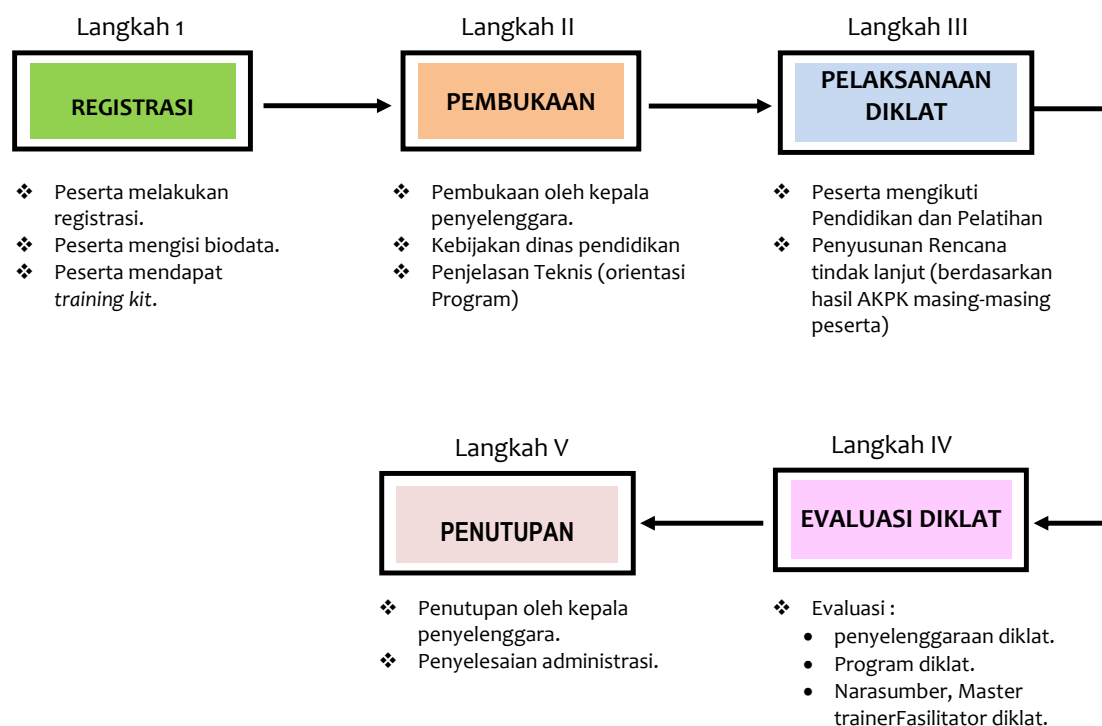 Langkah 1
REGISTRASI
❖ Peserta melakukan
registrasi.
❖ Peserta mengisi biodata.
❖ Peserta mendapat
training kit.
Langkah II
PEMBUKAAN
❖ Pembukaan oleh kepala
penyelenggara.
❖ Kebijakan dinas pendidikan
❖ Penjelasan Teknis (orientasi
Program)
Langkah III
PELAKSANAAN
DIKLAT
❖ Peserta mengikuti
Pendidikan dan Pelatihan
❖ Penyusunan Rencana
tindak lanjut (berdasarkan
hasil AKPK masing-masing
peserta)
Langkah IV
EVALUASI DIKLAT
❖ Evaluasi :
• penyelenggaraan diklat.
• Program diklat.
• Narasumber, Master
trainerFasilitator diklat.
Langkah V
PENUTUPAN
❖ Penutupan oleh kepala
penyelenggara.
❖ Penyelesaian administrasi.